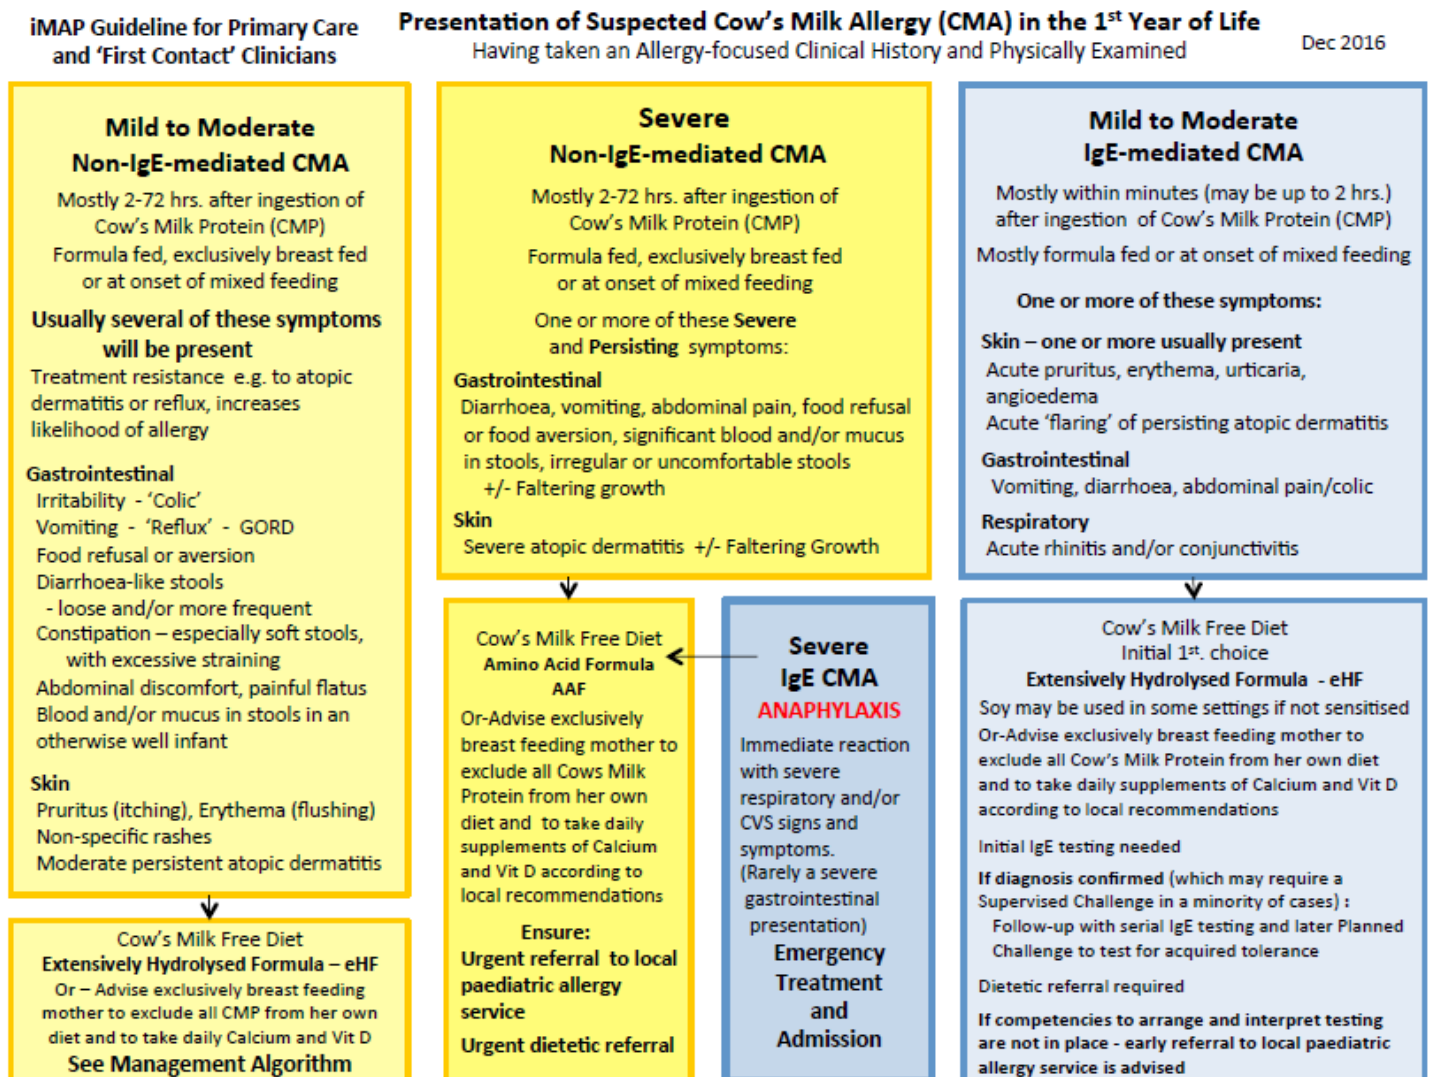 iMAP Guideline for Primary Care
and 'First Contact' Clinicians
Presentation of Suspected Cow's Milk Allergy (CMA) in the 1st Year of Life
Having taken an Allergy-focused Clinical History and Physically Examined
Dec 2016
Mild to Moderate
Non-IgE-mediated CMA
Mostly 2-72 hrs. after ingestion of
Cow's Milk Protein (CMP)
Formula fed, exclusively breast fed
or at onset of mixed feeding
Usually several of these symptoms
will be present
Treatment resistance e.g. to atopic
dermatitis or reflux, increases
likelihood of allergy
Gastrointestinal
Irritability - 'Colic'
Vomiting - 'Reflux' - GORD
Food refusal or aversion
Diarrhoea-like stools
- loose and/or more frequent
Constipation – especially soft stools,
with excessive straining
Abdominal discomfort, painful flatus
Blood and/or mucus in stools in an
otherwise well infant
Skin
Pruritus (itching), Erythema (flushing)
Non-specific rashes
Moderate persistent atopic dermatitis
Cow's Milk Free Diet
Extensively Hydrolysed Formula – eHF
Or – Advise exclusively breast feeding
mother to exclude all CMP from her own
diet and to take daily Calcium and Vit D
See Management Algorithm
Severe
Non-IgE-mediated CMA
Mostly 2-72 hrs. after ingestion of
Cow's Milk Protein (CMP)
Formula fed, exclusively breast fed
or at onset of mixed feeding
One or more of these Severe
and Persisting symptoms:
Gastrointestinal
Diarrhoea, vomiting, abdominal pain, food refusal
or food aversion, significant blood and/or mucus
in stools, irregular or uncomfortable stools
+/- Faltering growth
Skin
Severe atopic dermatitis +/- Faltering Growth
Cow's Milk Free Diet
Amino Acid Formula
AAF
Or-Advise exclusively
breast feeding mother to
exclude all Cows Milk
Protein from her own
diet and to take daily
supplements of Calcium
and Vit D according to
local recommendations
Ensure:
Urgent referral to local
paediatric allergy
service
Urgent dietetic referral
Severe
IgE CMA
ANAPHYLAXIS
Immediate reaction
with severe
respiratory and/or
CVS signs and
symptoms.
(Rarely a severe
gastrointestinal
presentation)
Emergency
Treatment
and
Admission
Mild to Moderate
IgE-mediated CMA
Mostly within minutes (may be up to 2 hrs.)
after ingestion of Cow's Milk Protein (CMP)
Mostly formula fed or at onset of mixed feeding
One or more of these symptoms:
Skin – one or more usually present
Acute pruritus, erythema, urticaria,
angioedema
Acute 'flaring' of persisting atopic dermatitis
Gastrointestinal
Vomiting, diarrhoea, abdominal pain/colic
Respiratory
Acute rhinitis and/or conjunctivitis
Cow's Milk Free Diet
Initial 1st. choice
Extensively Hydrolysed Formula - eHF
Soy may be used in some settings if not sensitised
Or-Advise exclusively breast feeding mother to
exclude all Cow's Milk Protein from her own diet
and to take daily supplements of Calcium and Vit D
according to local recommendations
Initial IgE testing needed
If diagnosis confirmed (which may require a
Supervised Challenge in a minority of cases) :
Follow-up with serial IgE testing and later Planned
Challenge to test for acquired tolerance
Dietetic referral required
If competencies to arrange and interpret testing
are not in place - early referral to local paediatric
allergy service is advised